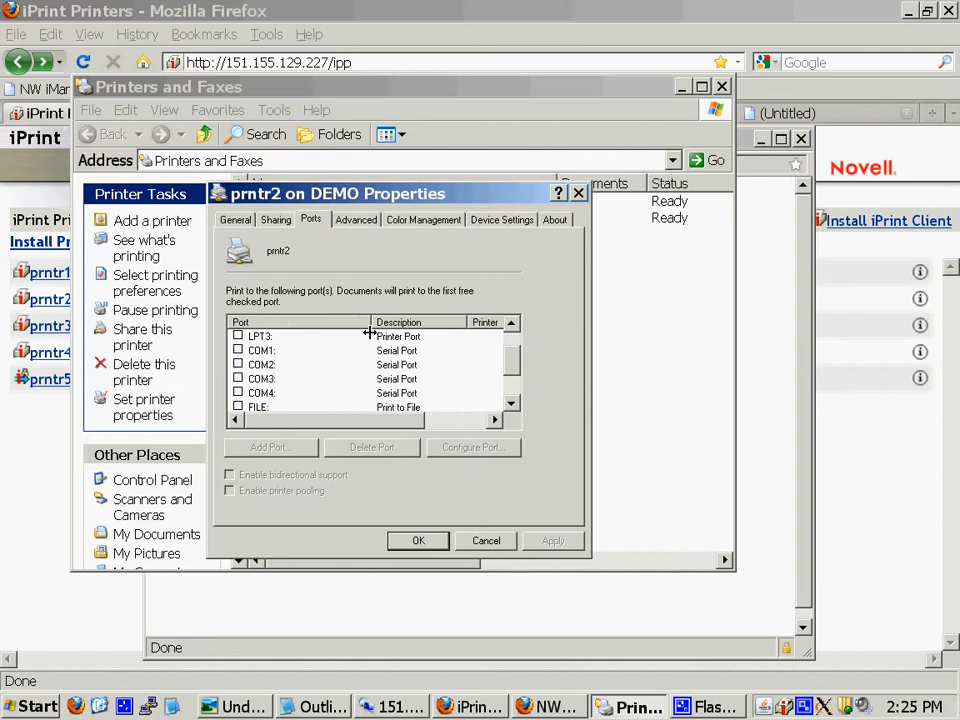 iPrint Printers - Mozilla Firefox
File Edit View History Bookmarks Tools Help
http://151.155.129.227/ipp
Google
NW iMan
Printers and Faxes
File Edit View Favorites Tools Help
iPrint
(Untitled)
Back Search Folders
iPrint
Address Printers and Faxes Go
Novell.
Printer Tasks
Documents Status
prntr2 on DEMO Properties
Ready
Ready
General Sharing Ports Advanced Color Management Device Settings About
iPrint
Install iPrint Client
Install
prntr1
prntr2
prntr3
prntr4
prntr5
Add a printer
See what's
printing
Select printing
preferences
Pause printing
Share this
printer
Delete this
printer
Set printer
properties
prntr2
Print to the following port(s). Documents will print to the first free
checked port.
Port Description Printer
LPT3: Printer Port
COM1: Serial Port
COM2: Serial Port
COM3: Serial Port
COM4: Serial Port
FILE: Print to File
Add Port... Delete Port Configure Port...
Enable bidirectional support
Enable printer pooling
OK Cancel Apply
Other Places
Control Panel
Scanners and
Cameras
My Documents
My Pictures
Done
Done
Start Und... Outli... 151.... iPrin... NW... Prin... Flas... 2:25 PM